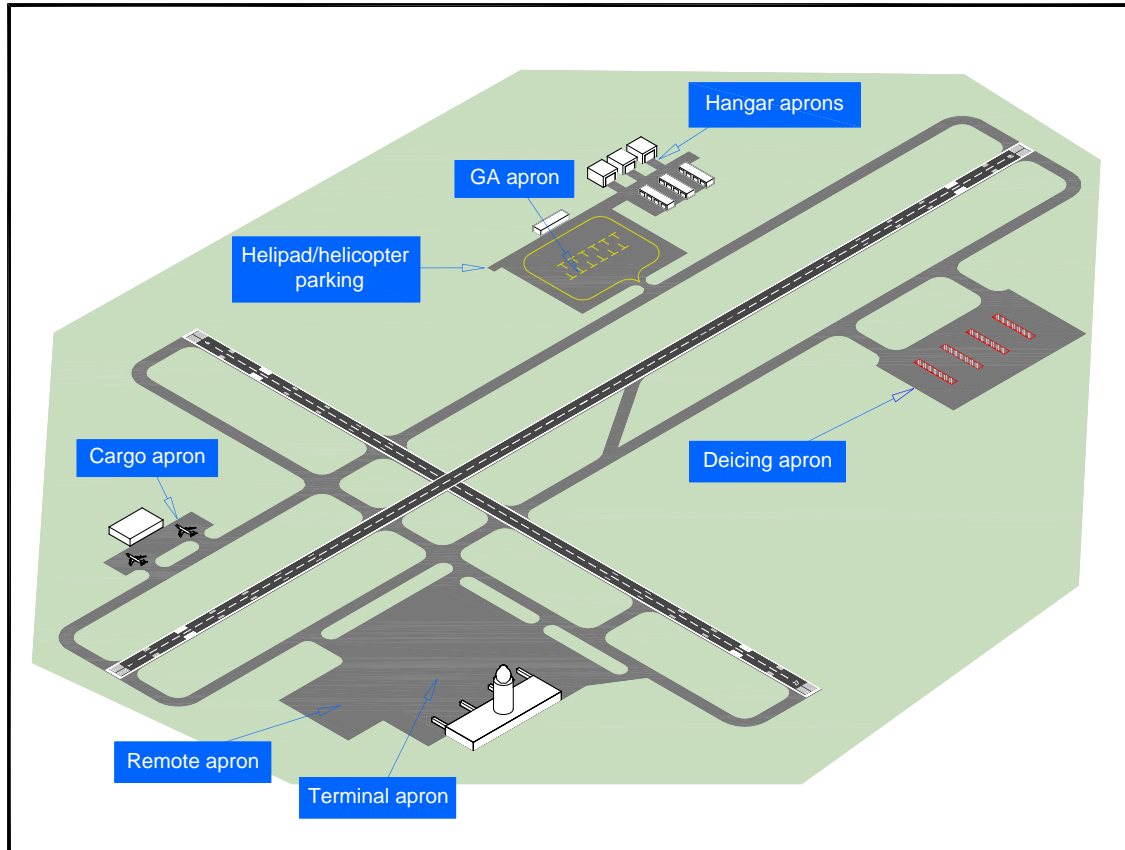 Hangar aprons
GA apron
Helipad/helicopter
parking
Cargo apron
Deicing apron
Remote apron
Terminal apron